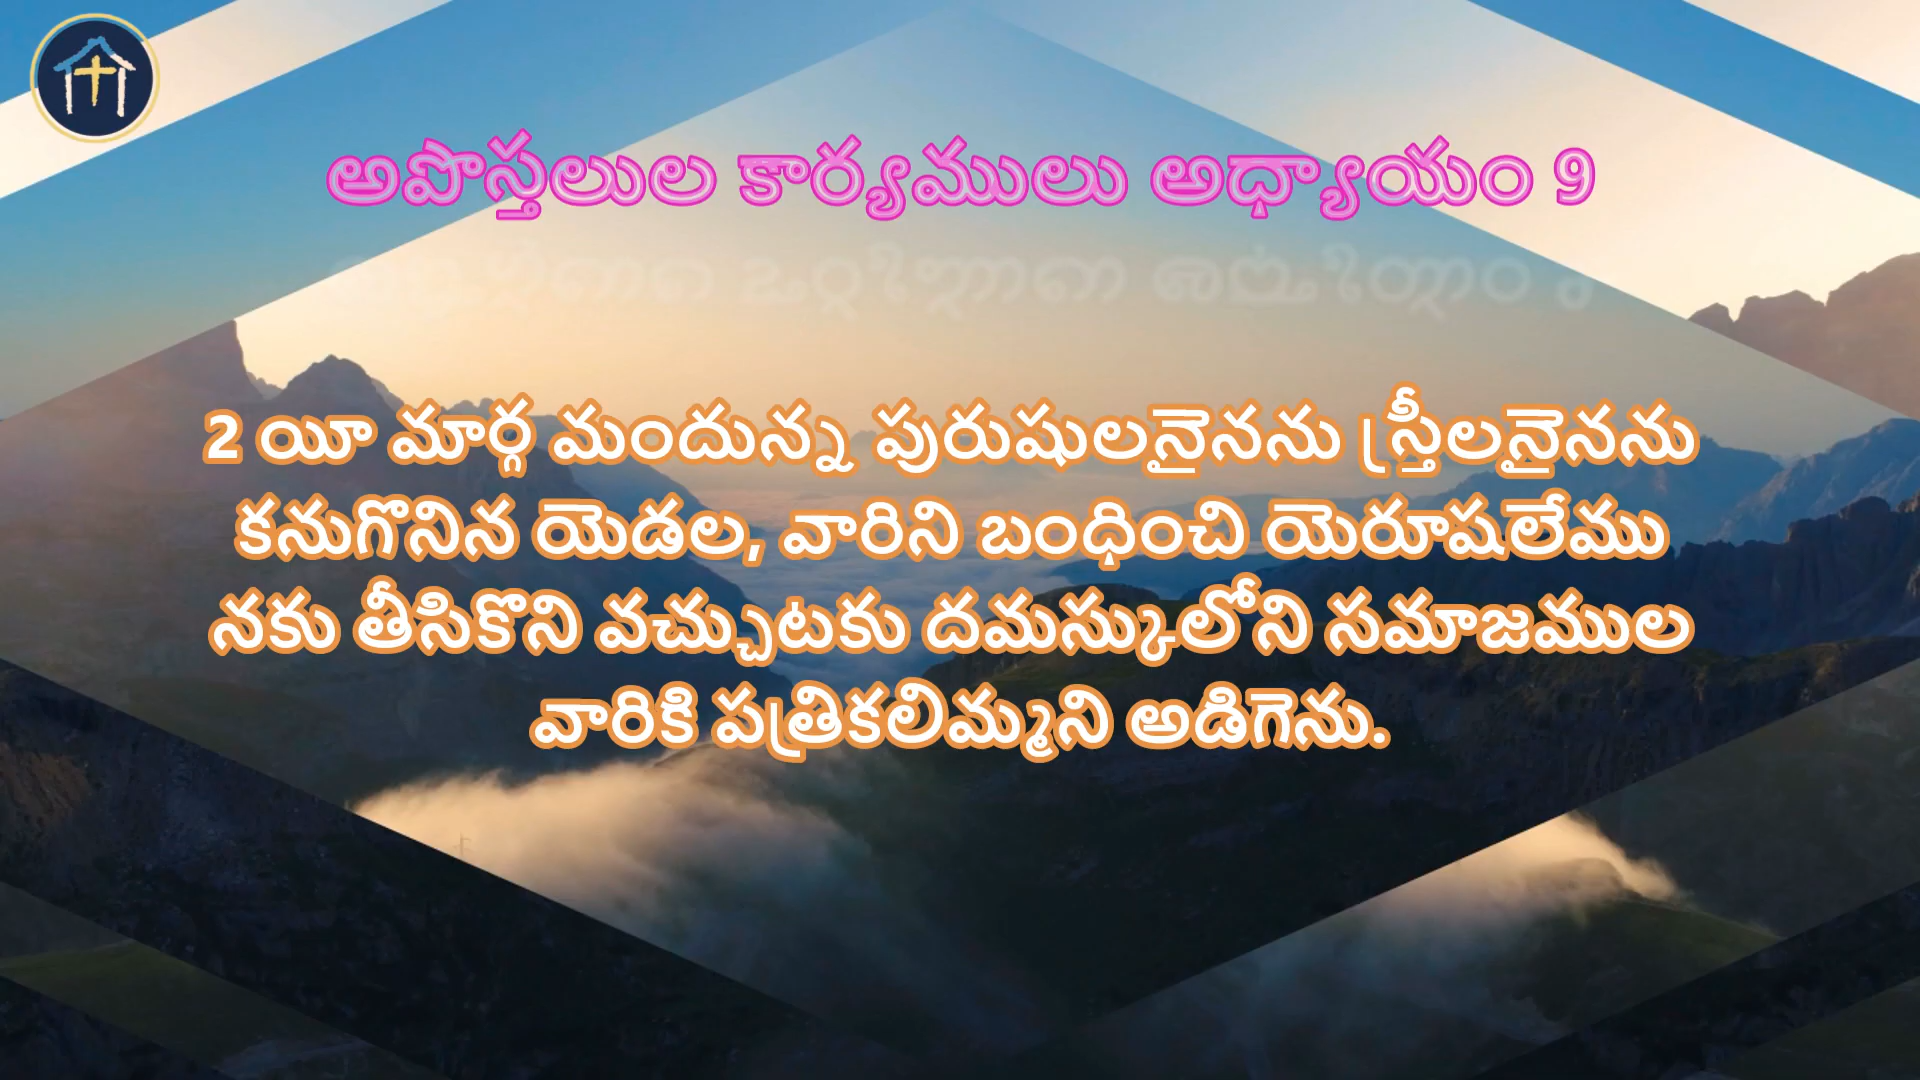 అపొస్తలుల కార్యములు అధ్యాయం 9
2 యీ మార్గ మందున్న పురుషులనైనను స్త్రీలనైనను
కనుగొనిన యెడల, వారిని బంధించి యెరూషలేము
నకు తీసికొని వచ్చుటకు దమస్కులోని సమాజముల
వారికి పత్రికలిమ్మని అడిగెను.